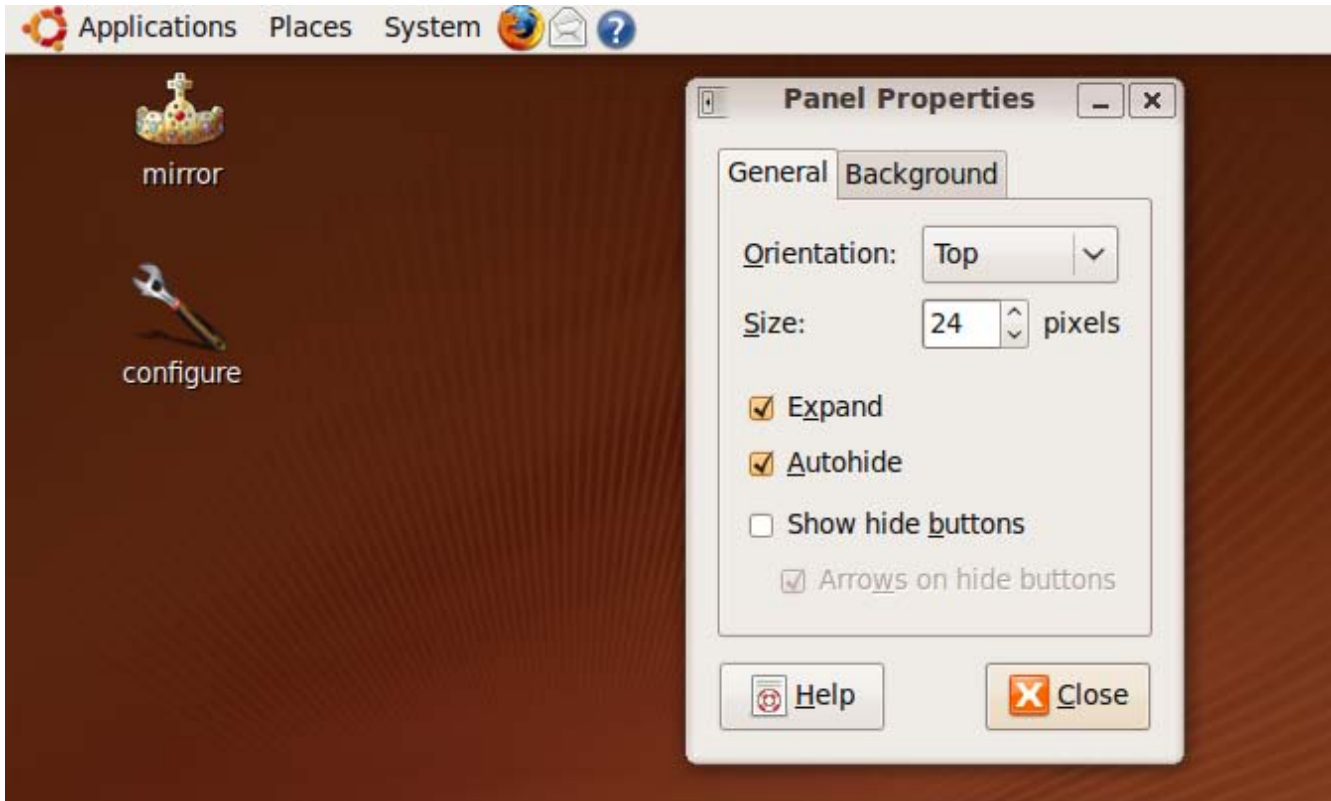 Applications Places System
mirror
configure
Panel Properties
General Background
Orientation: Top
Size: 24 pixels
Expand
Autohide
Show hide buttons
Arrows on hide buttons
Help Close